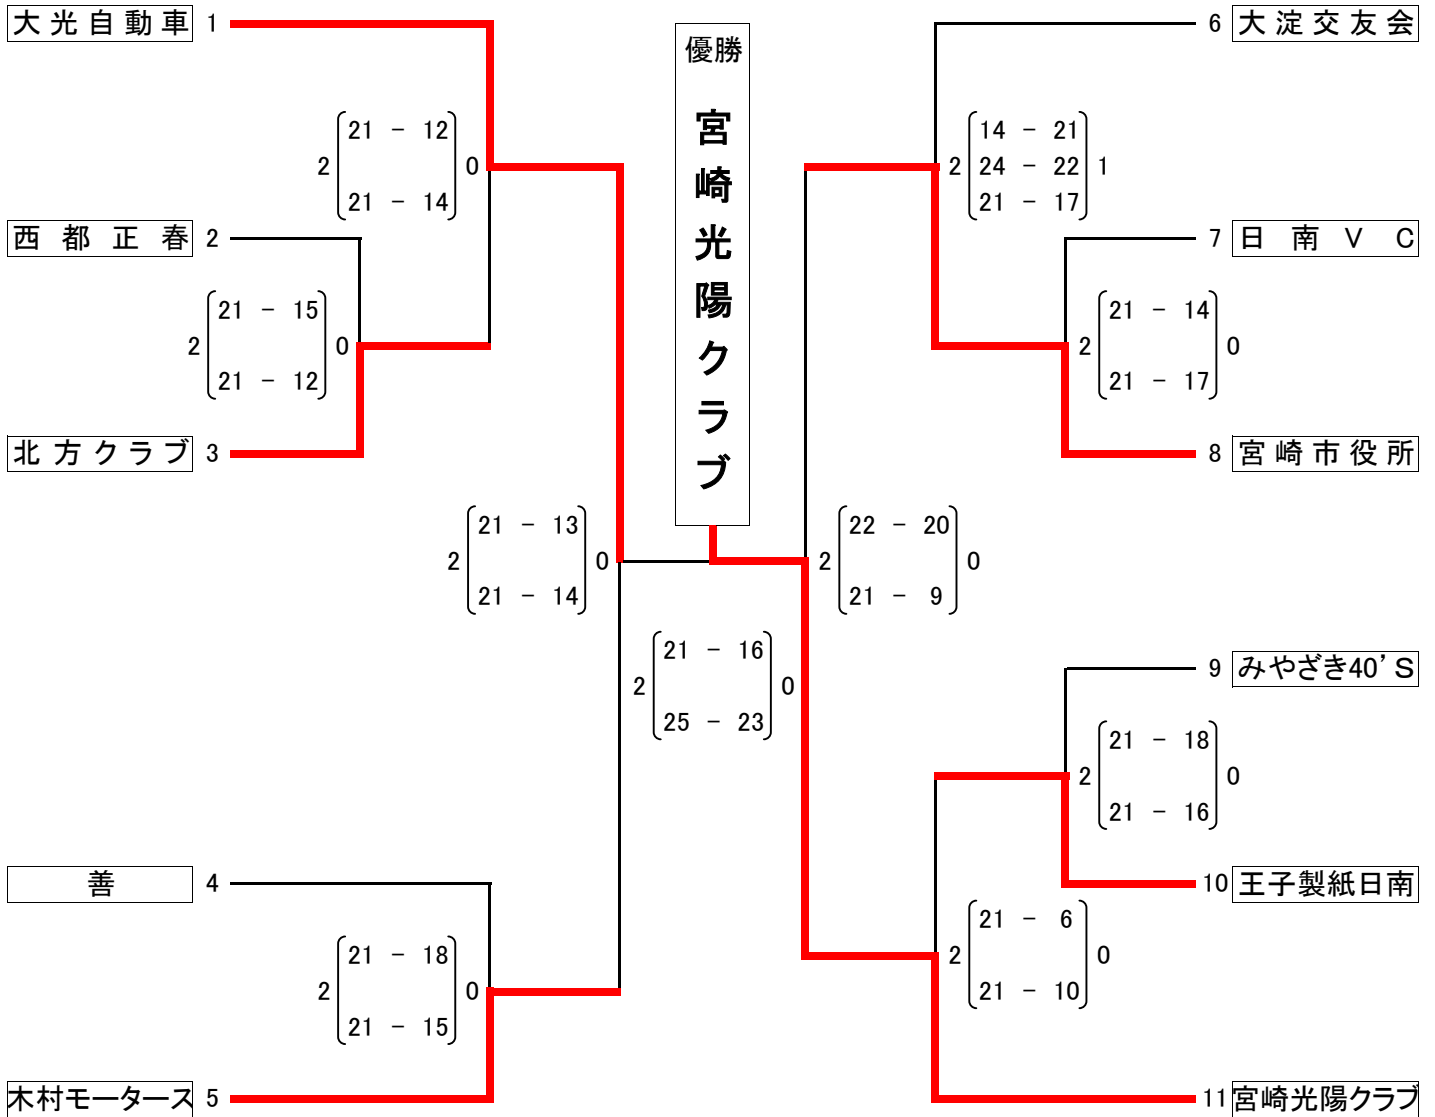 大光自動車 1
21 - 12
2 0
21 - 14
西都正春 2
21 - 15
2 0
21 - 12
北方クラブ 3
21 - 13
2 0
21 - 14
善 4
21 - 18
2 0
21 - 15
木村モータース 5
優勝
宮崎光陽クラブ
21 - 16
2 0
25 - 23
6 大淀交友会
14 - 21
2 24 - 22 1
21 - 17
7 日南VC
21 - 14
2 0
21 - 17
8 宮崎市役所
22 - 20
2 0
21 - 9
9 みやざき40'S
21 - 18
2 0
21 - 16
10 王子製紙日南
21 - 6
2 0
21 - 10
11 宮崎光陽クラブ